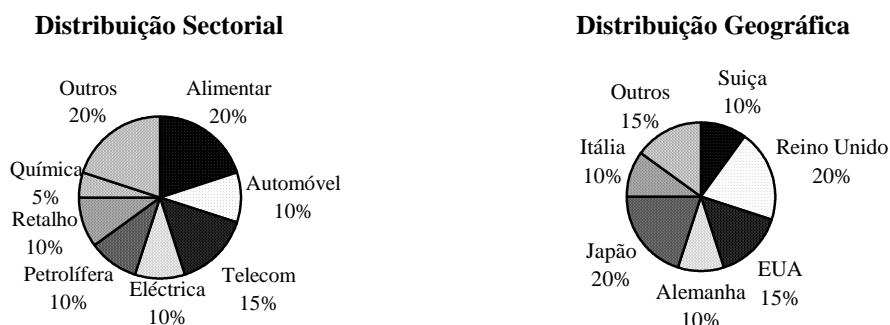 Distribuição Sectorial
Outros
20%
Alimentar
20%
Química
5%
Automóvel
10%
Retalho
10%
Petrolífera
10%
Eléctrica
10%
Telecom
15%
Distribuição Geográfica
Suiça
10%
Outros
15%
Itália
10%
Reino Unido
20%
Japão
20%
EUA
15%
Alemanha
10%